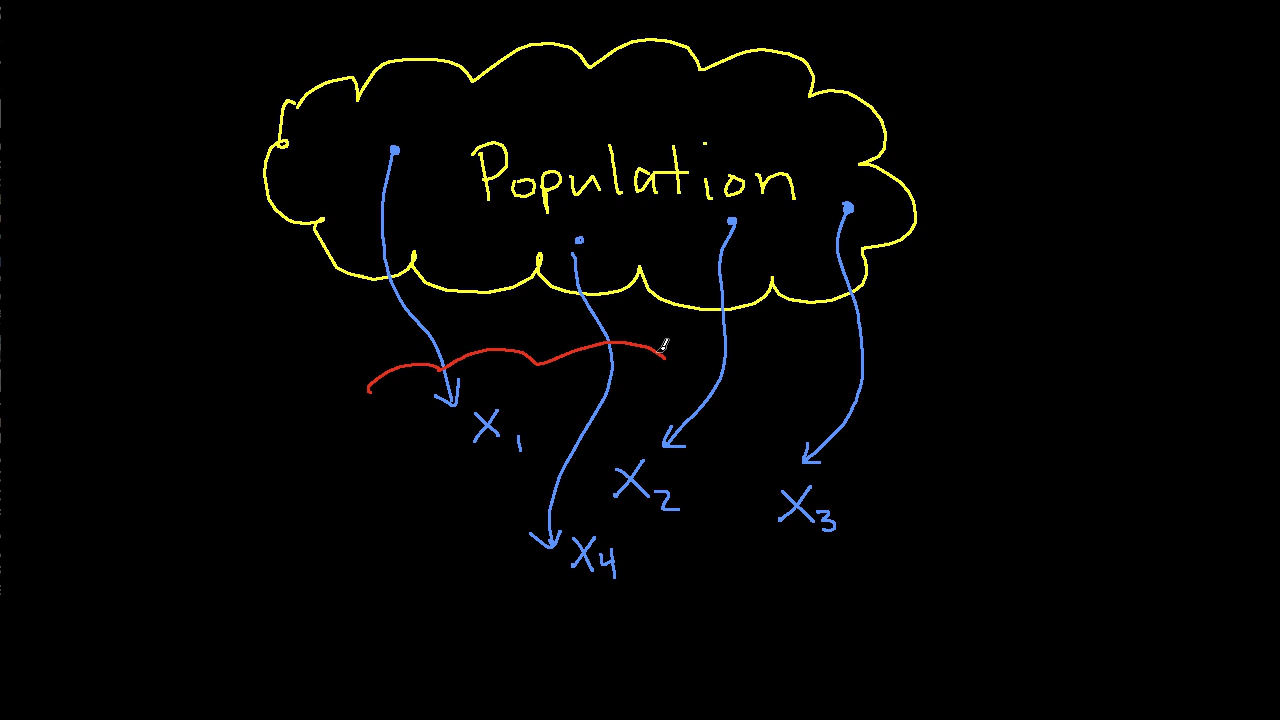 Population
X₁
X₂
X₃
X₄